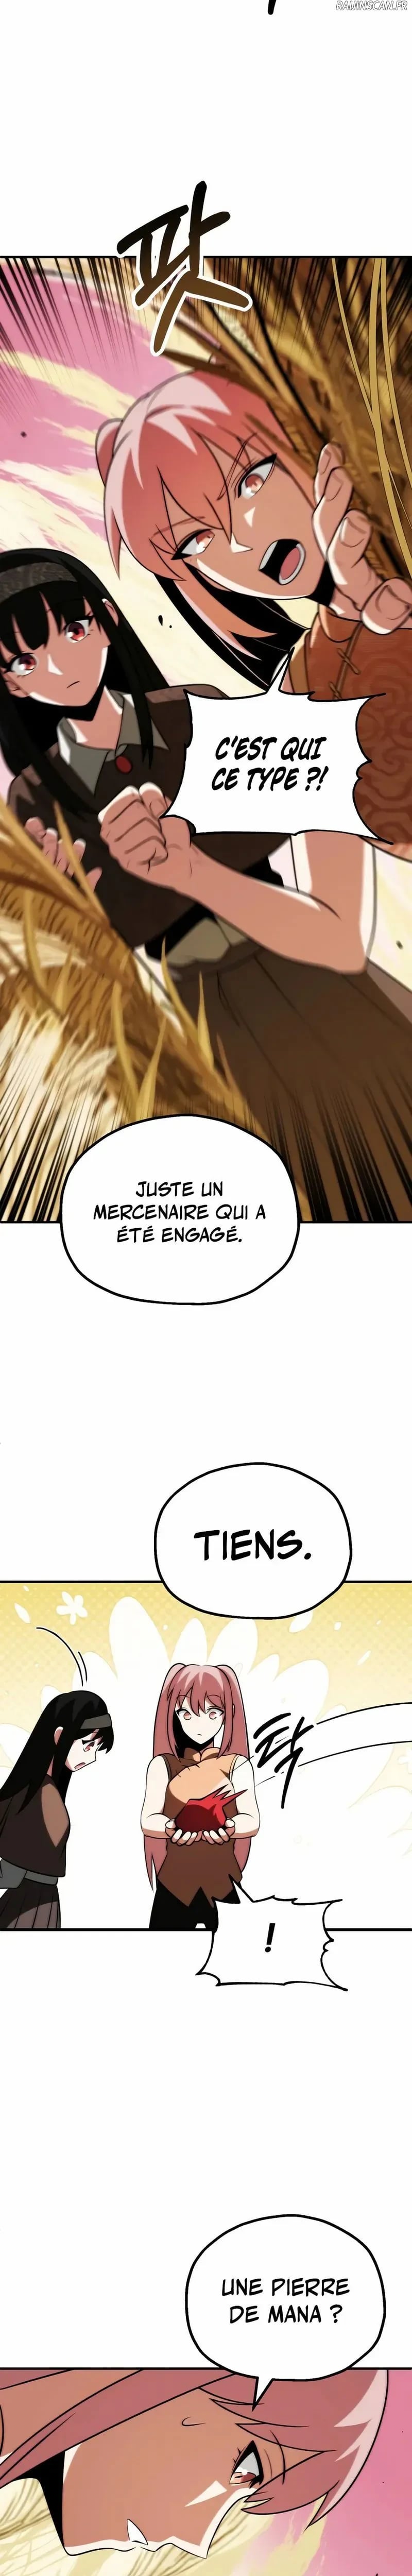 RAIJINSCAN.FR
팟
C'EST QUI
CE TYPE ?!
JUSTE UN
MERCENAIRE QUI A
ÉTÉ ENGAGÉ.
TIENS.
탁
!
UNE PIERRE
DE MANA ?